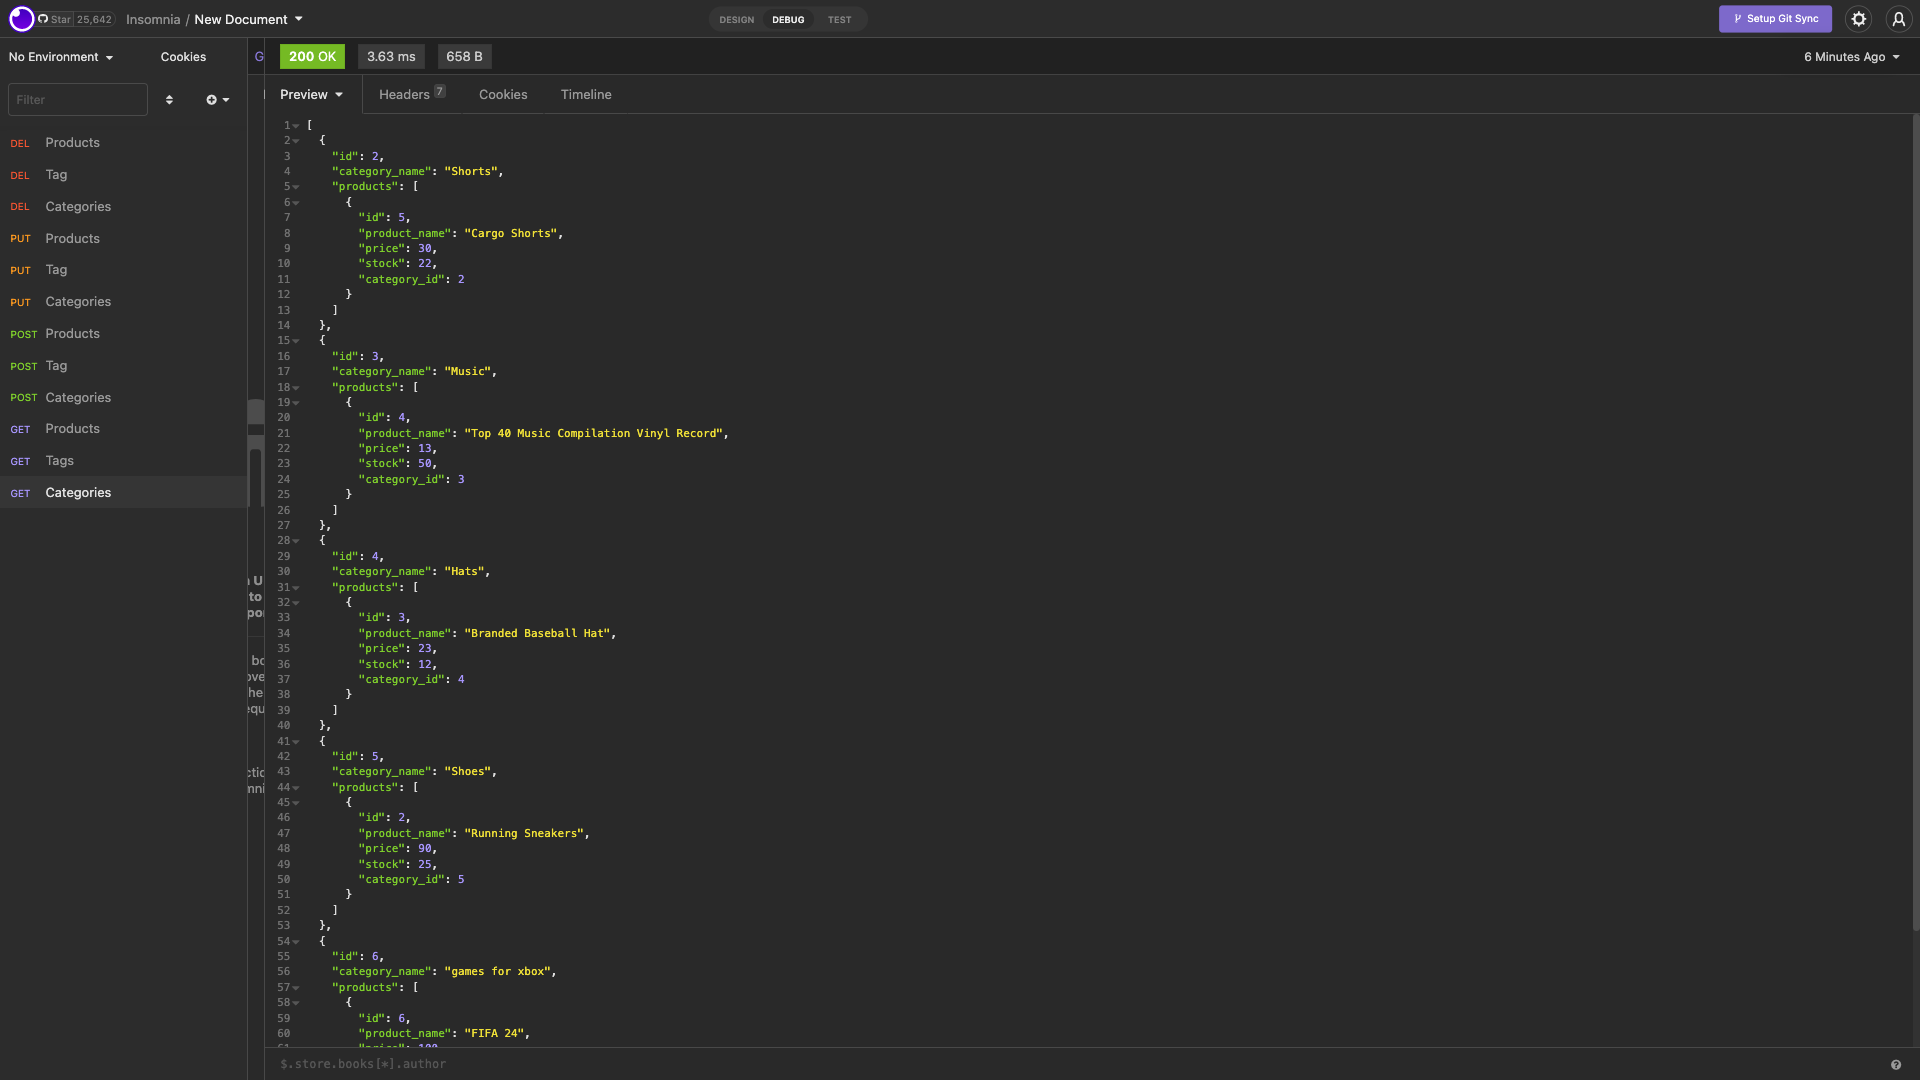 Star 25,642 Insomnia / New Document DESIGN DEBUG TEST Setup Git Sync
No Environment Cookies G 200 OK 3.63 ms 658 B 6 Minutes Ago
Filter Preview Headers 7 Cookies Timeline
DEL Products
DEL Tag
DEL Categories
PUT Products
PUT Tag
PUT Categories
POST Products
POST Tag
POST Categories
GET Products
GET Tags
GET Categories
1 [
2 {
3 "id": 2,
4 "category_name": "Shorts",
5 "products": [
6 {
7 "id": 5,
8 "product_name": "Cargo Shorts",
9 "price": 30,
10 "stock": 22,
11 "category_id": 2
12 }
13 ]
14 },
15 {
16 "id": 3,
17 "category_name": "Music",
18 "products": [
19 {
20 "id": 4,
21 "product_name": "Top 40 Music Compilation Vinyl Record",
22 "price": 13,
23 "stock": 50,
24 "category_id": 3
25 }
26 ]
27 },
28 {
29 "id": 4,
30 "category_name": "Hats",
31 "products": [
32 {
33 "id": 3,
34 "product_name": "Branded Baseball Hat",
35 "price": 23,
36 "stock": 12,
37 "category_id": 4
38 }
39 ]
40 },
41 {
42 "id": 5,
43 "category_name": "Shoes",
44 "products": [
45 {
46 "id": 2,
47 "product_name": "Running Sneakers",
48 "price": 90,
49 "stock": 25,
50 "category_id": 5
51 }
52 ]
53 },
54 {
55 "id": 6,
56 "category_name": "games for xbox",
57 "products": [
58 {
59 "id": 6,
60 "product_name": "FIFA 24",
$.store.books[*].author